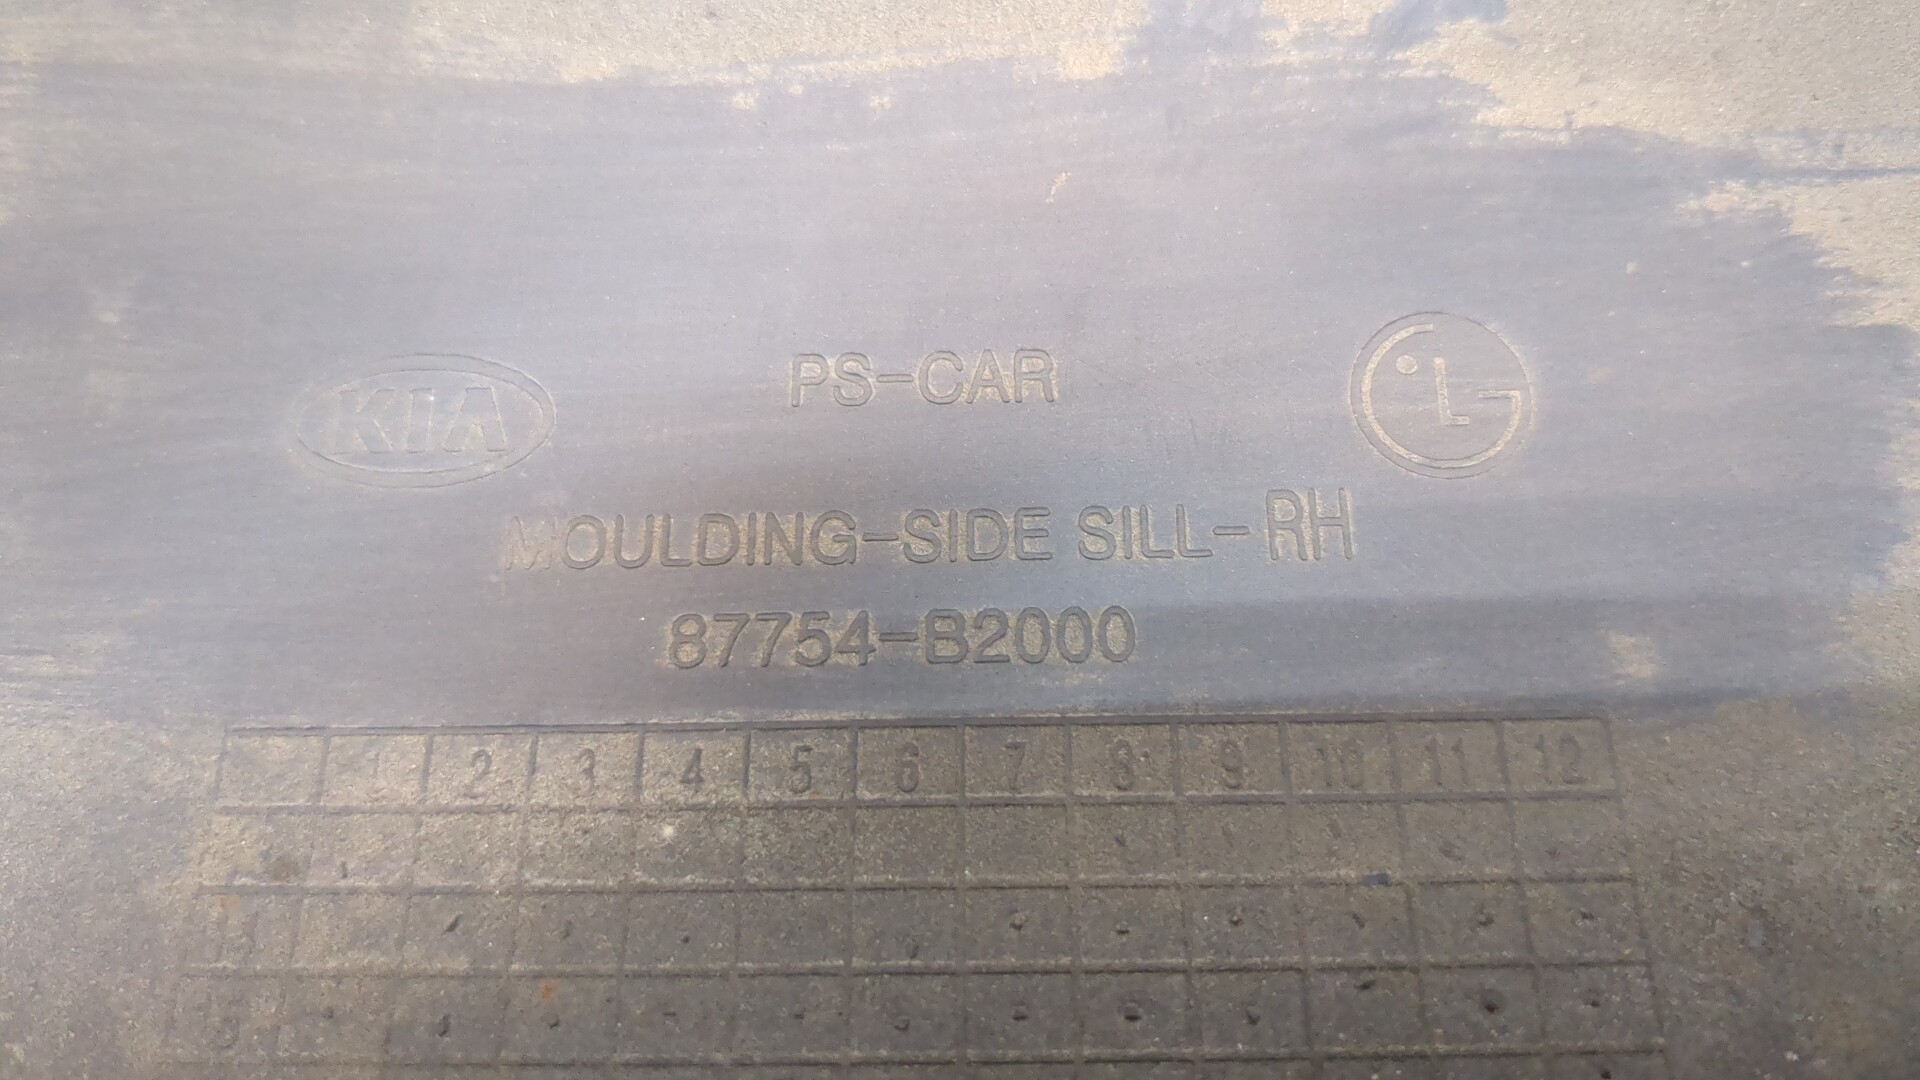 PS-CAR
KIA
LG
MOULDING-SIDE SILL-RH
87754-B2000
1 2 3 4 5 6 7 8 9 10 11 12